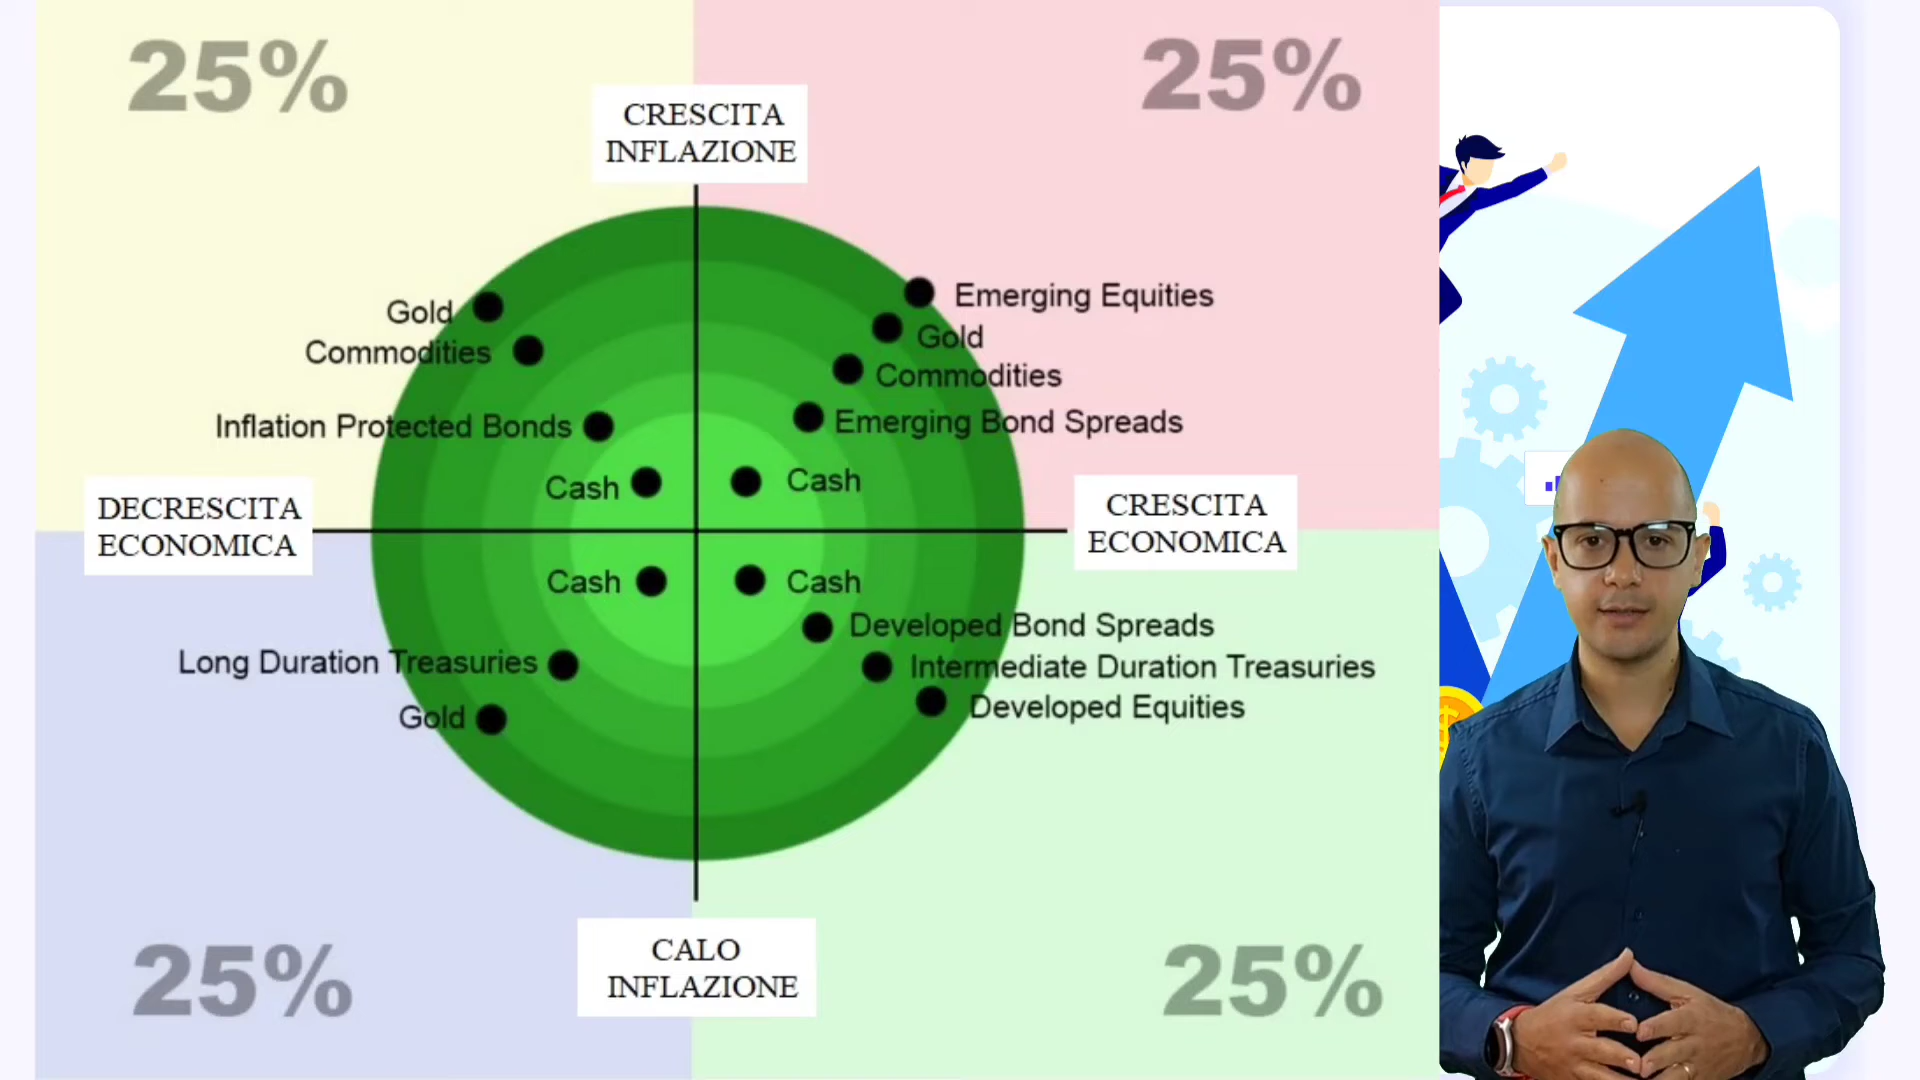 25%
25%
CRESCITA
INFLAZIONE
Gold
Commodities
Inflation Protected Bonds
Cash
Emerging Equities
Gold
Commodities
Emerging Bond Spreads
Cash
DECRESCITA
ECONOMICA
CRESCITA
ECONOMICA
Cash
Long Duration Treasuries
Gold
Cash
Developed Bond Spreads
Intermediate Duration Treasuries
Developed Equities
CALO
INFLAZIONE
25%
25%